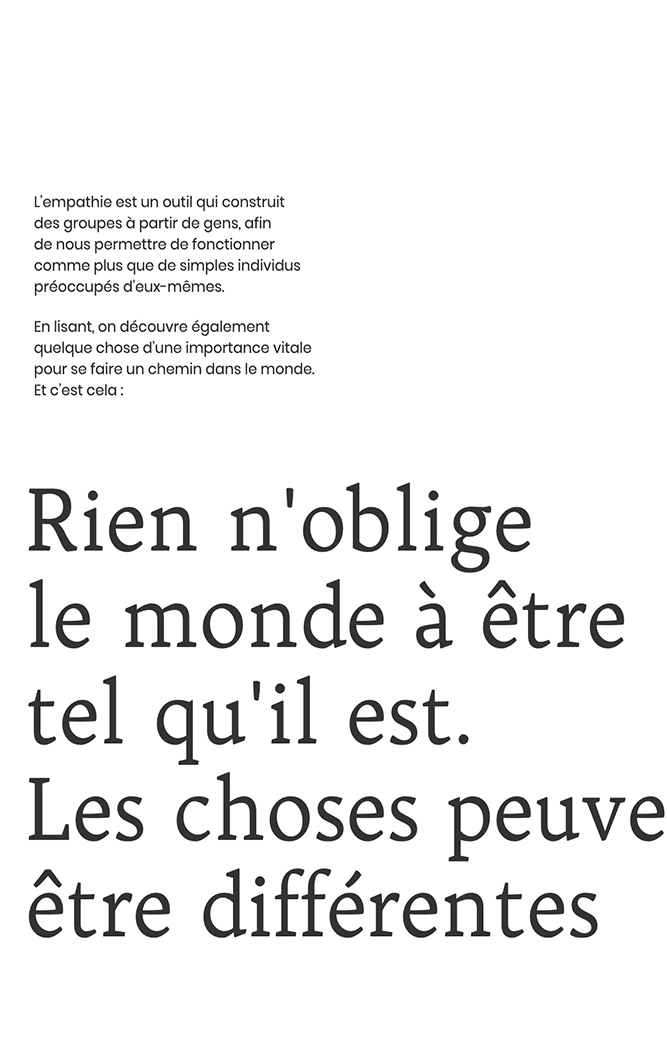 L'empathie est un outil qui construit
des groupes à partir de gens, afin
de nous permettre de fonctionner
comme plus que de simples individus
préoccupés d'eux-mêmes.
En lisant, on découvre également
quelque chose d'une importance vitale
pour se faire un chemin dans le monde.
Et c'est cela :
Rien n'oblige
le monde à être
tel qu'il est.
Les choses peuve
être différentes